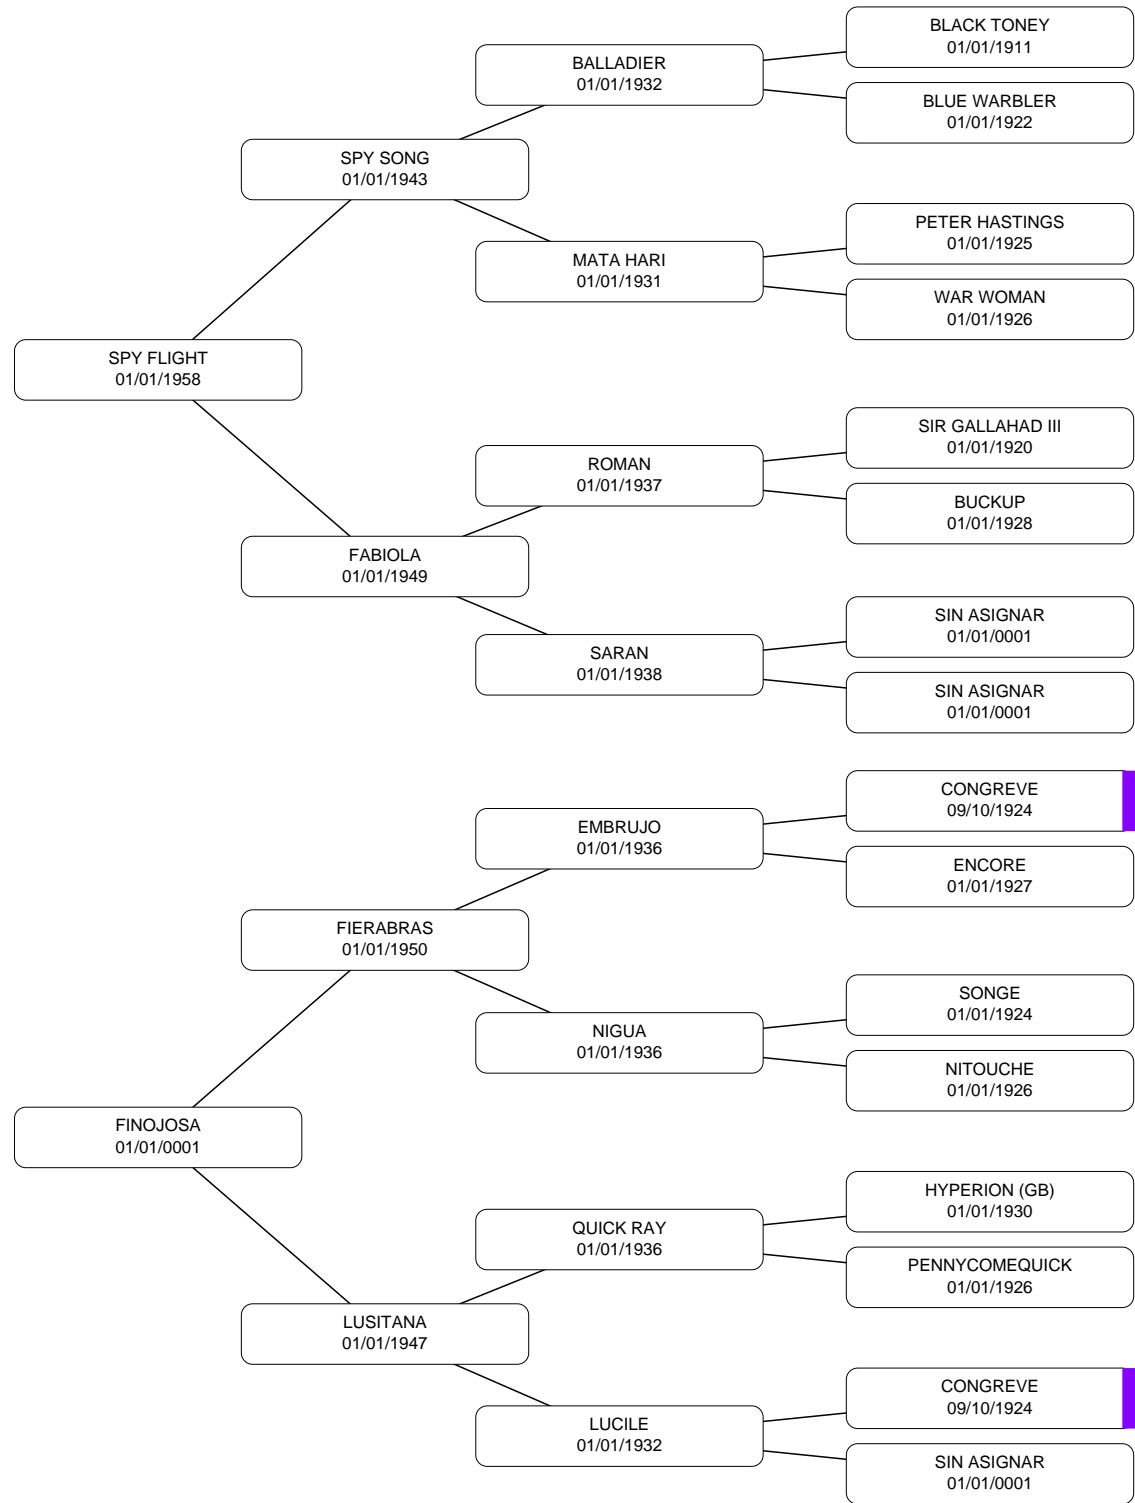 BLACK TONEY
01/01/1911
BALLADIER
01/01/1932
BLUE WARBLER
01/01/1922
SPY SONG
01/01/1943
PETER HASTINGS
01/01/1925
MATA HARI
01/01/1931
WAR WOMAN
01/01/1926
SPY FLIGHT
01/01/1958
SIR GALLAHAD III
01/01/1920
ROMAN
01/01/1937
BUCKUP
01/01/1928
FABIOLA
01/01/1949
SIN ASIGNAR
01/01/0001
SARAN
01/01/1938
SIN ASIGNAR
01/01/0001
CONGREVE
09/10/1924
EMBRUJO
01/01/1936
ENCORE
01/01/1927
FIERABRAS
01/01/1950
SONGE
01/01/1924
NIGUA
01/01/1936
NITOUCHE
01/01/1926
FINOJOSA
01/01/0001
HYPERION (GB)
01/01/1930
QUICK RAY
01/01/1936
PENNYCOMEQUICK
01/01/1926
LUSITANA
01/01/1947
CONGREVE
09/10/1924
LUCILE
01/01/1932
SIN ASIGNAR
01/01/0001